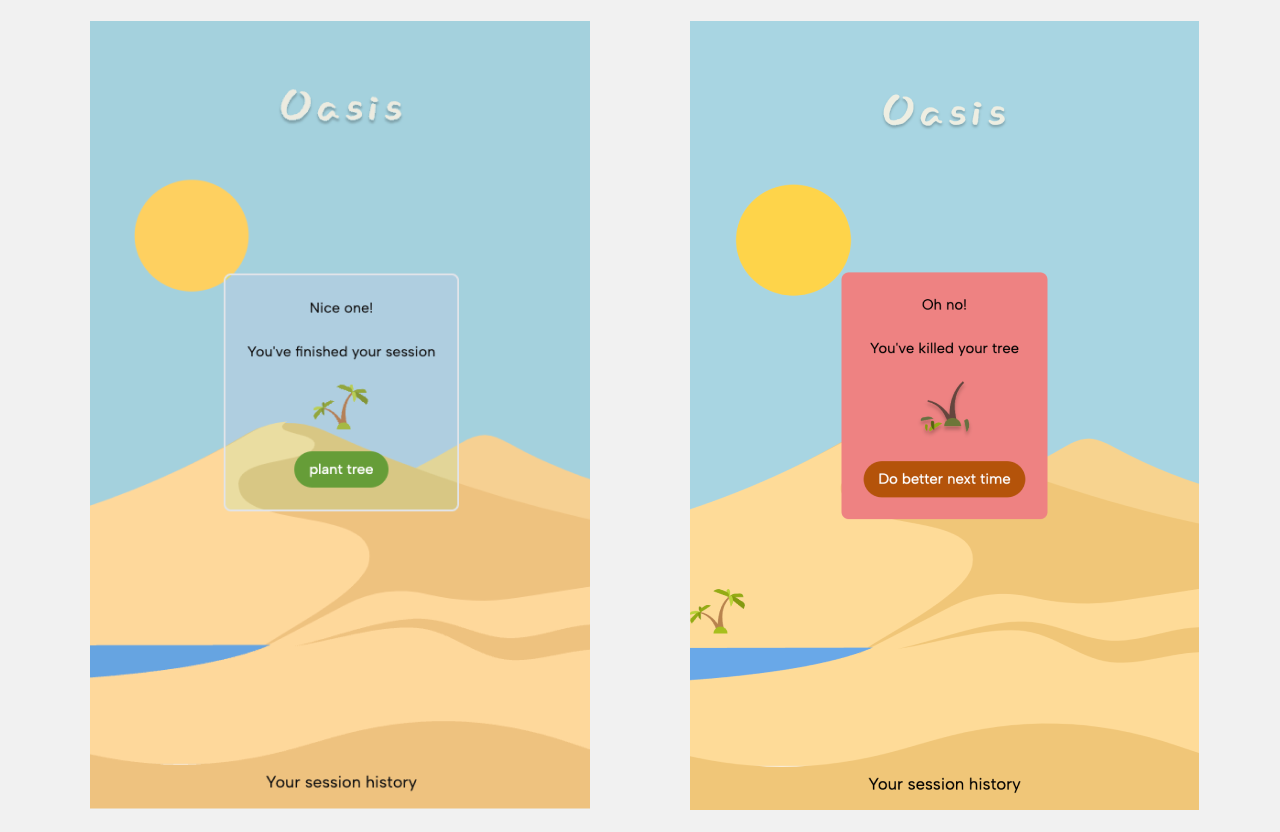 Oasis
Nice one!
You've finished your session
plant tree
Your session history
Oasis
Oh no!
You've killed your tree
Do better next time
Your session history